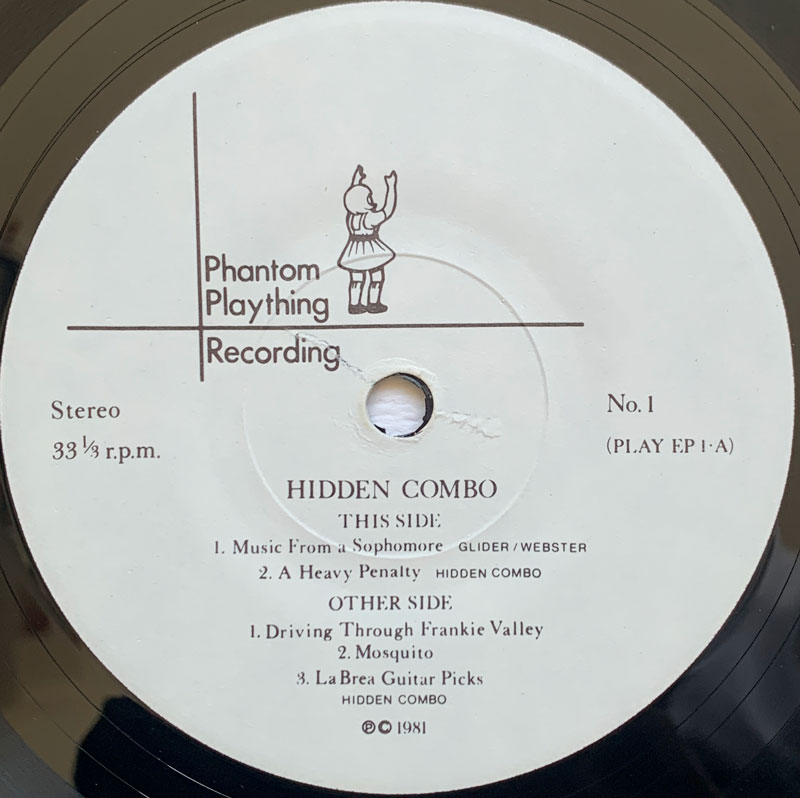 Phantom
Plaything
Recording
Stereo
33 ⅓ r.p.m.
No. 1
(PLAY EP 1·A)
HIDDEN COMBO
THIS SIDE
1. Music From a Sophomore GLIDER / WEBSTER
2. A Heavy Penalty HIDDEN COMBO
OTHER SIDE
1. Driving Through Frankie Valley
2. Mosquito
3. La Brea Guitar Picks
HIDDEN COMBO
℗ © 1981